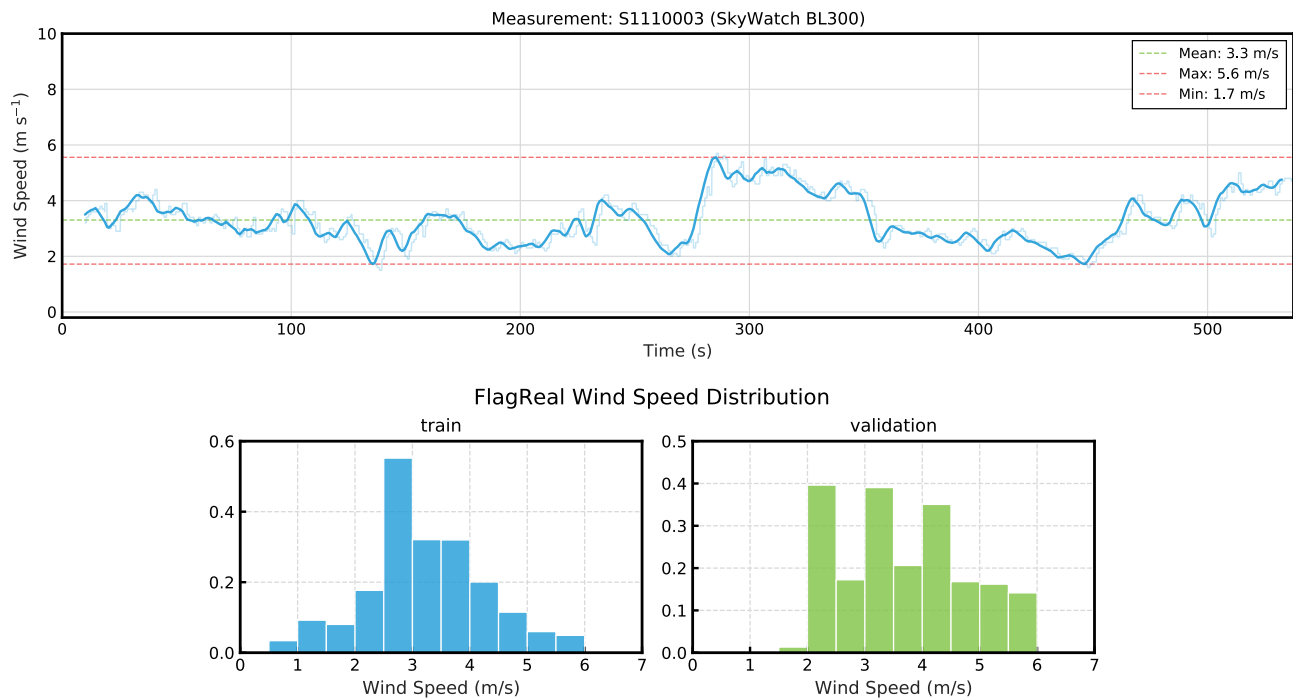 Measurement: S1110003 (SkyWatch BL300)
Wind Speed (m s⁻¹)
10
8
6
4
2
0
Mean: 3.3 m/s
Max: 5.6 m/s
Min: 1.7 m/s
0 100 200 300 400 500
Time (s)
FlagReal Wind Speed Distribution
train
0.6
0.4
0.2
0.0
0 1 2 3 4 5 6 7
Wind Speed (m/s)
validation
0.5
0.4
0.3
0.2
0.1
0.0
0 1 2 3 4 5 6 7
Wind Speed (m/s)